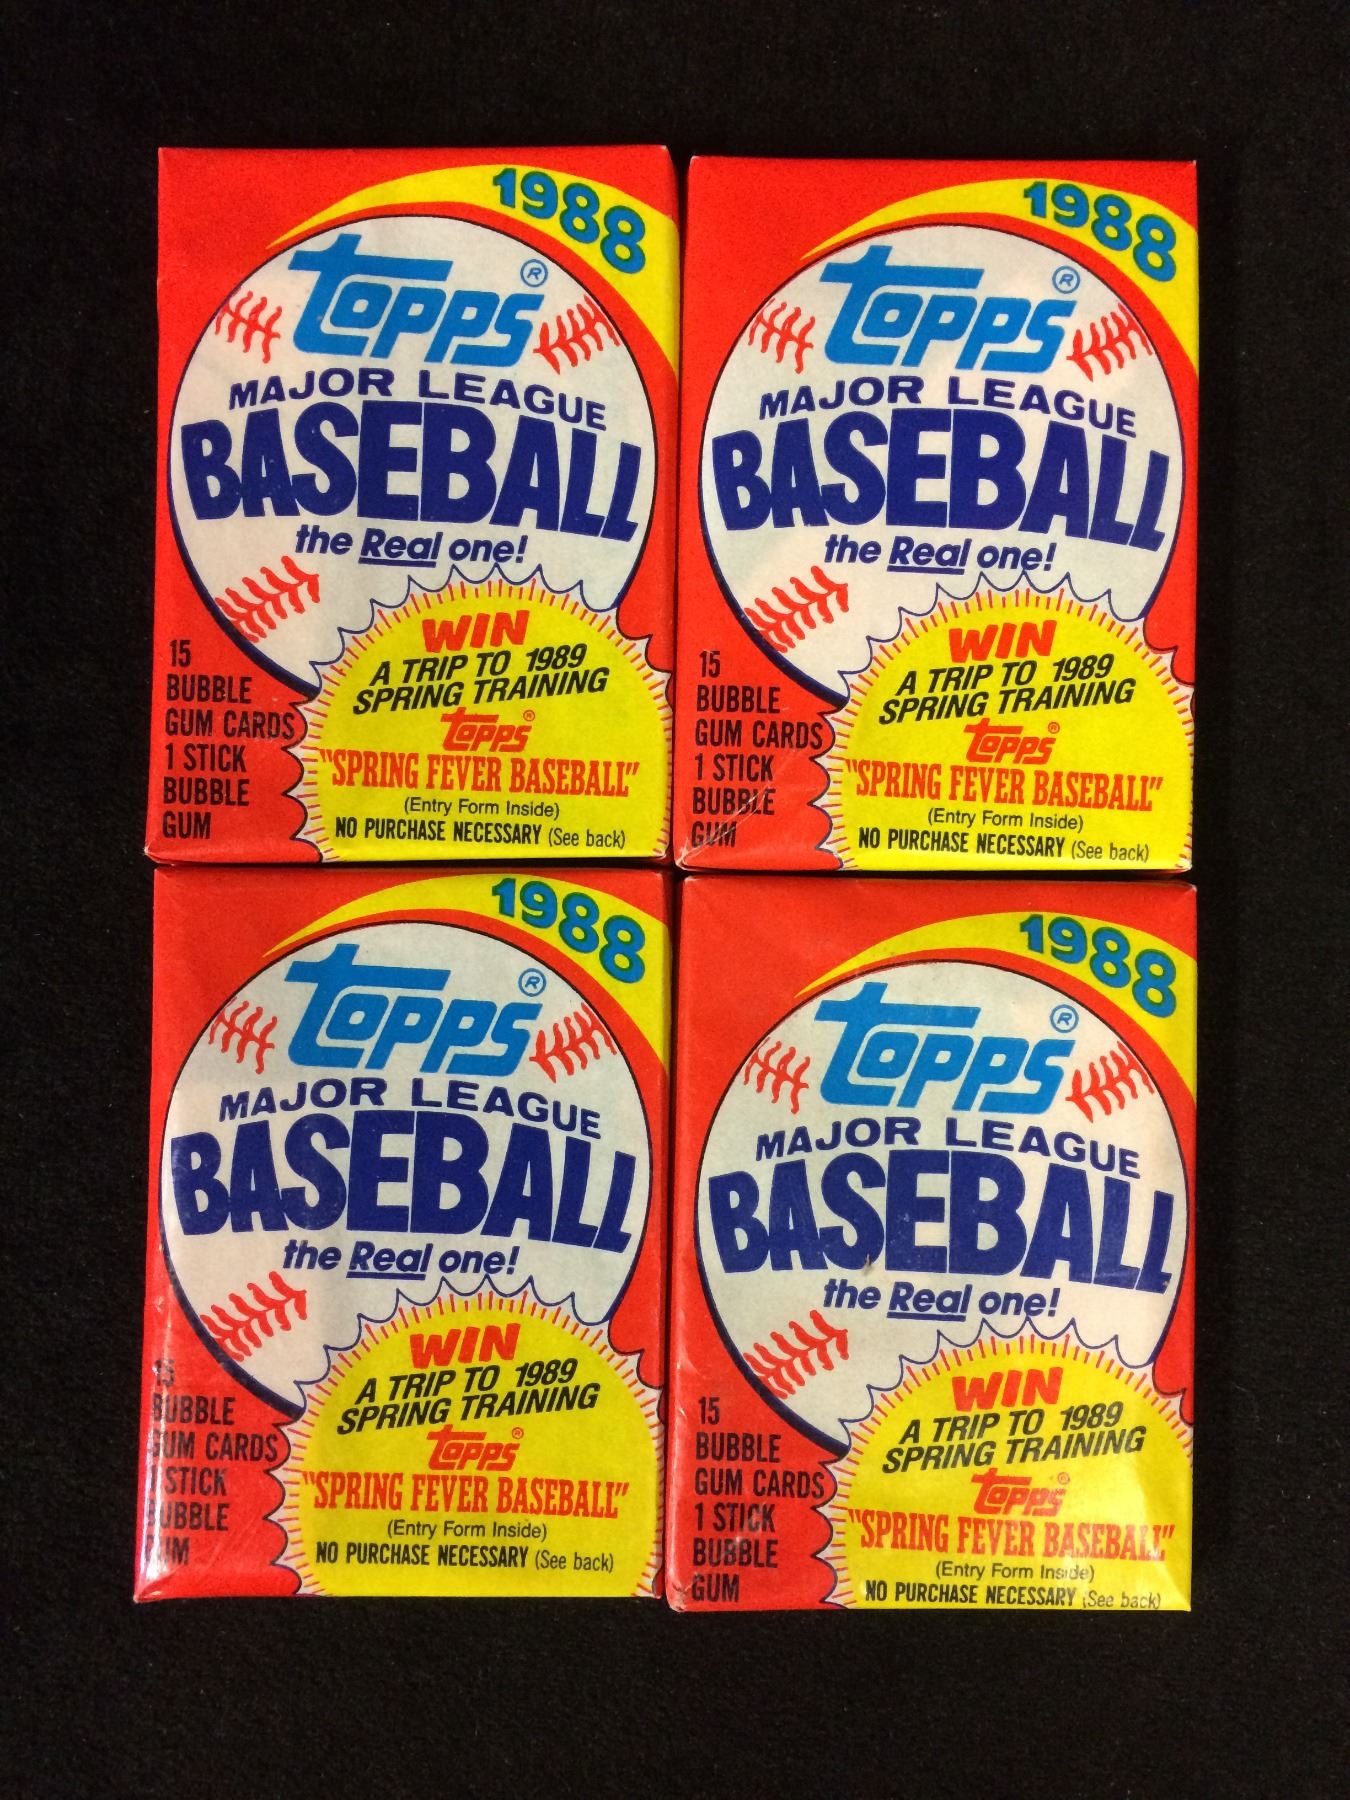 1988
Topps®
MAJOR LEAGUE
BASEBALL
the Real one!
WIN
A TRIP TO 1989
SPRING TRAINING
Topps®
"SPRING FEVER BASEBALL"
(Entry Form Inside)
NO PURCHASE NECESSARY (See back)
15
BUBBLE
GUM CARDS
1 STICK
BUBBLE
GUM
1988
Topps®
MAJOR LEAGUE
BASEBALL
the Real one!
WIN
A TRIP TO 1989
SPRING TRAINING
Topps®
"SPRING FEVER BASEBALL"
(Entry Form Inside)
NO PURCHASE NECESSARY (See back)
15
BUBBLE
GUM CARDS
1 STICK
BUBBLE
GUM
1988
Topps®
MAJOR LEAGUE
BASEBALL
the Real one!
WIN
A TRIP TO 1989
SPRING TRAINING
Topps®
"SPRING FEVER BASEBALL"
(Entry Form Inside)
NO PURCHASE NECESSARY (See back)
15
BUBBLE
GUM CARDS
1 STICK
BUBBLE
GUM
1988
Topps®
MAJOR LEAGUE
BASEBALL
the Real one!
WIN
A TRIP TO 1989
SPRING TRAINING
Topps®
"SPRING FEVER BASEBALL"
(Entry Form Inside)
NO PURCHASE NECESSARY (See back)
15
BUBBLE
GUM CARDS
1 STICK
BUBBLE
GUM